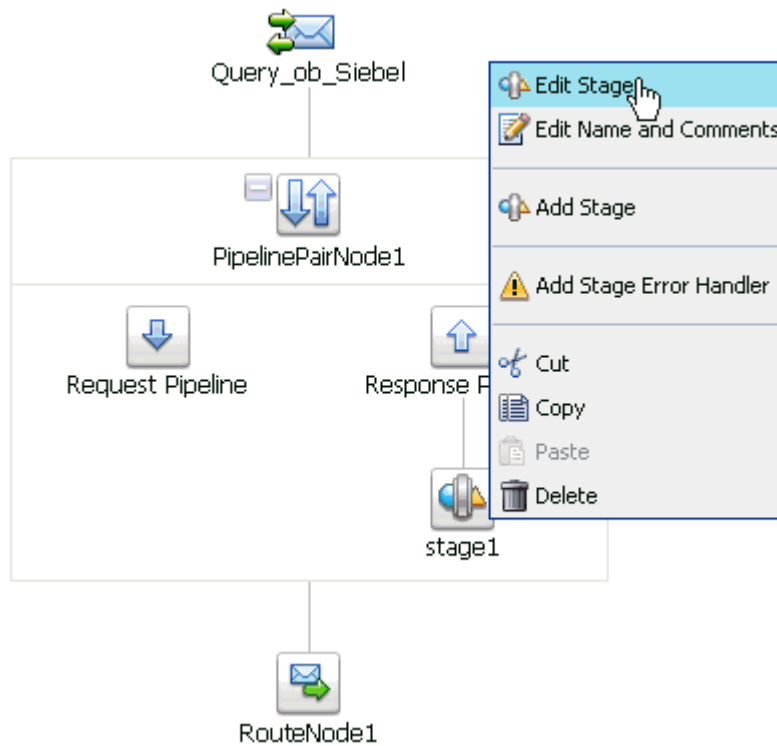 Query_ob_Siebel
Edit Stage
Edit Name and Comments
Add Stage
PipelinePairNode1
Add Stage Error Handler
Request Pipeline
Response P
Cut
Copy
Paste
Delete
stage1
RouteNode1